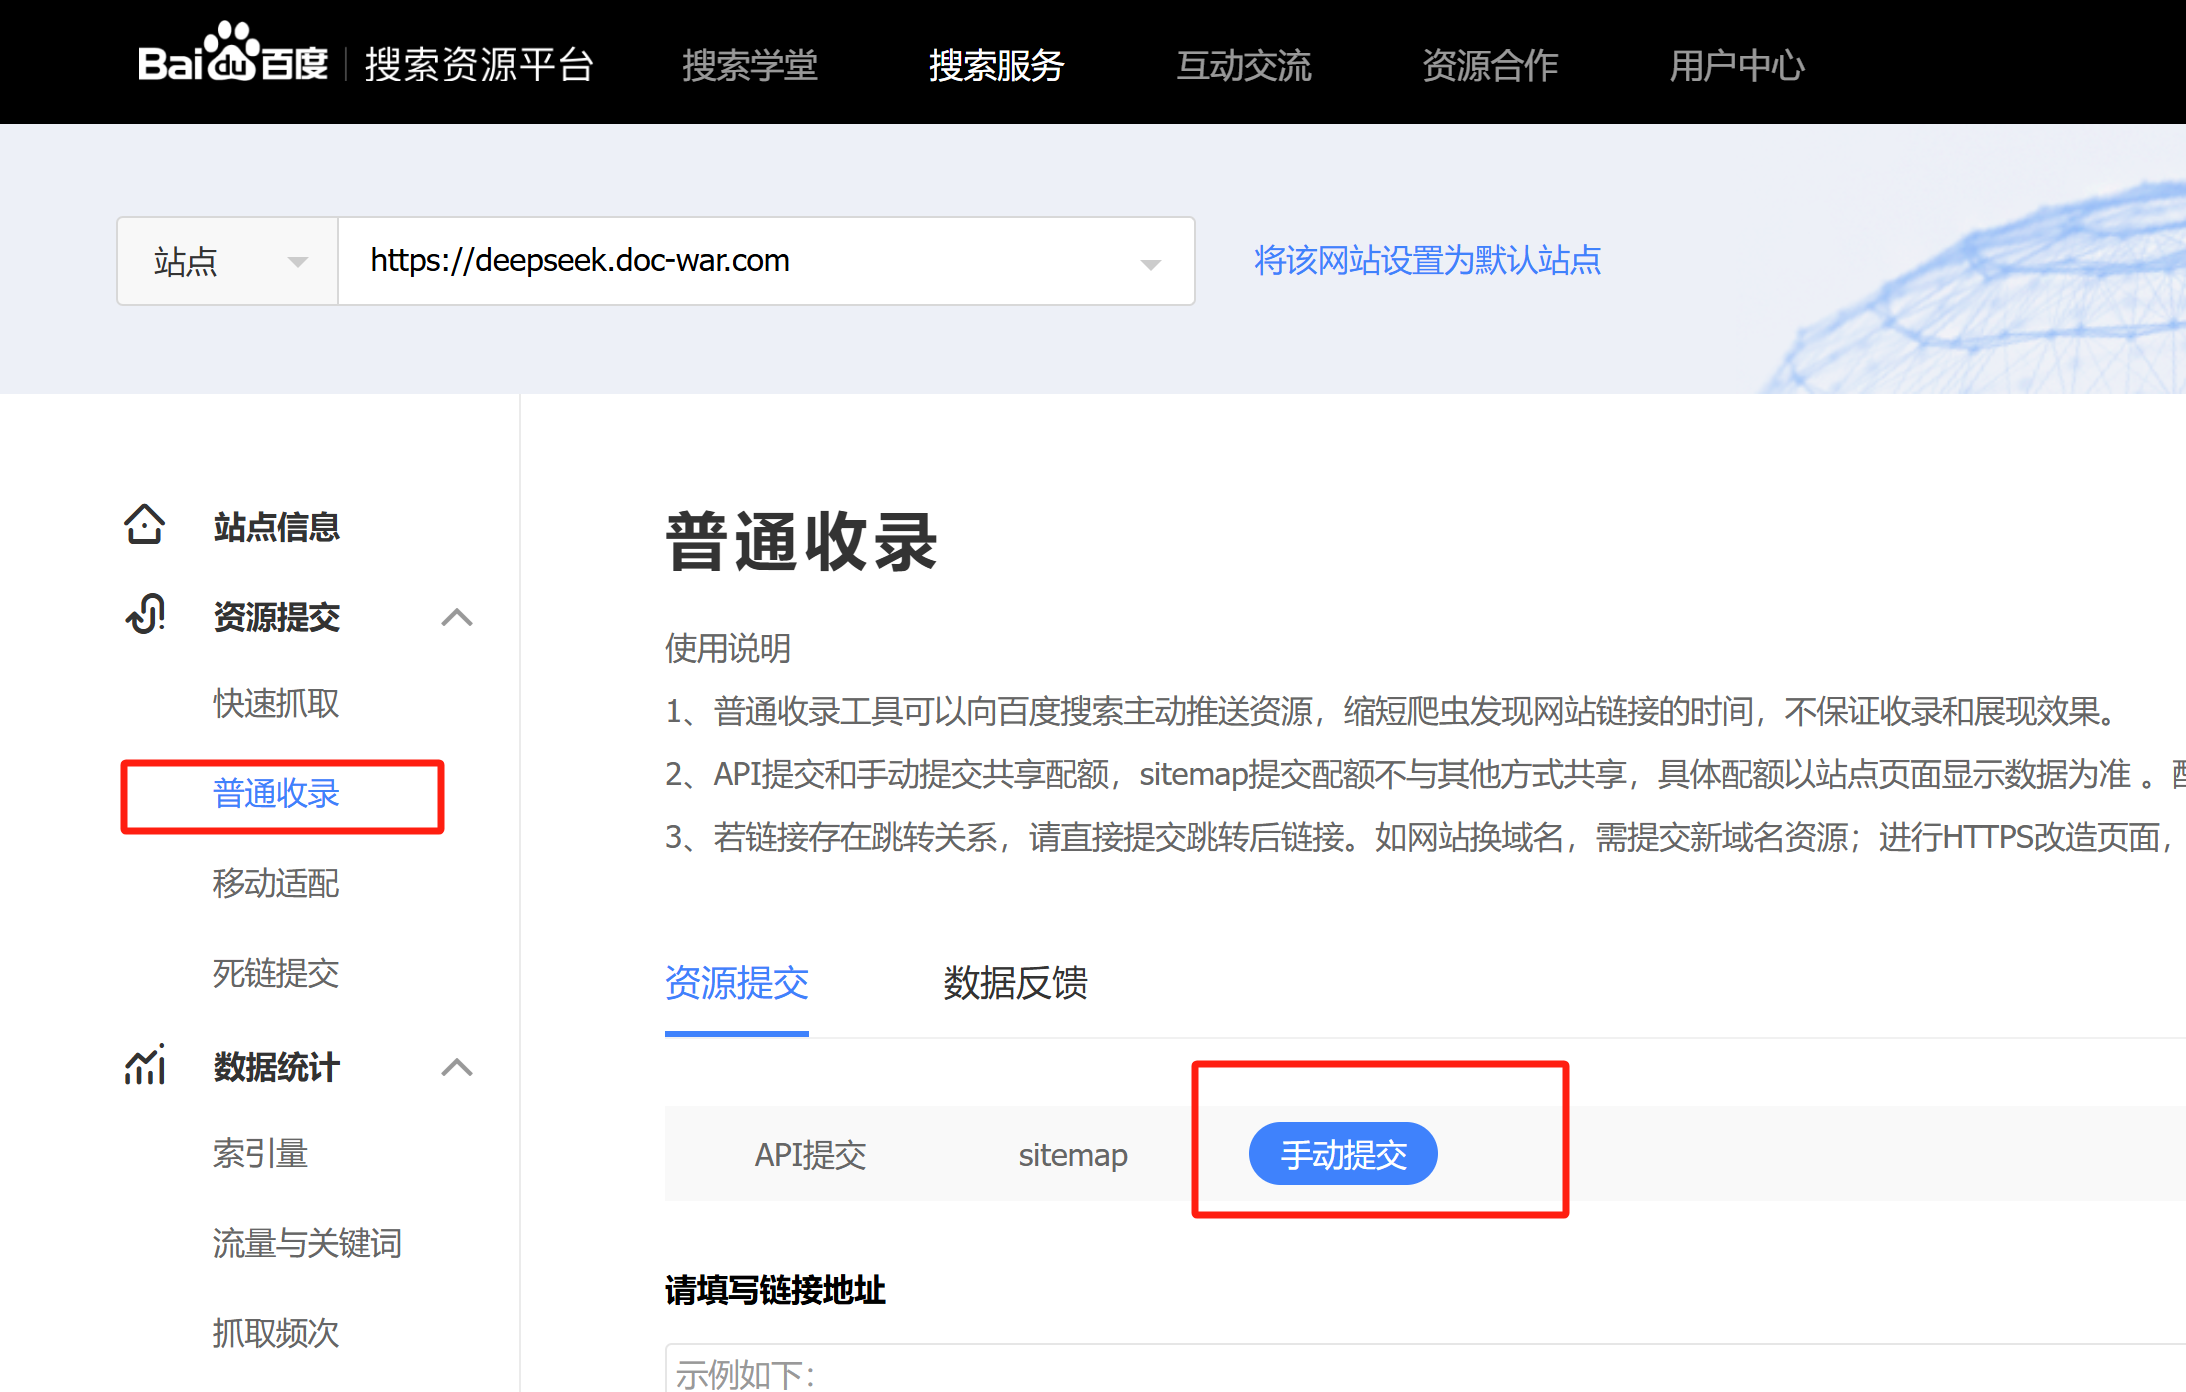 Bai du 百度 | 搜索资源平台 搜索学堂 搜索服务 互动交流 资源合作 用户中心
站点 https://deepseek.doc-war.com 将该网站设置为默认站点
站点信息
资源提交
快速抓取
普通收录
移动适配
死链提交
数据统计
索引量
流量与关键词
抓取频次
普通收录
使用说明
1、普通收录工具可以向百度搜索主动推送资源，缩短爬虫发现网站链接的时间，不保证收录和展现效果。
2、API提交和手动提交共享配额，sitemap提交配额不与其他方式共享，具体配额以站点页面显示数据为准 。
3、若链接存在跳转关系，请直接提交跳转后链接。如网站换域名，需提交新域名资源；进行HTTPS改造页面，
资源提交 数据反馈
API提交 sitemap 手动提交
请填写链接地址
示例如下：